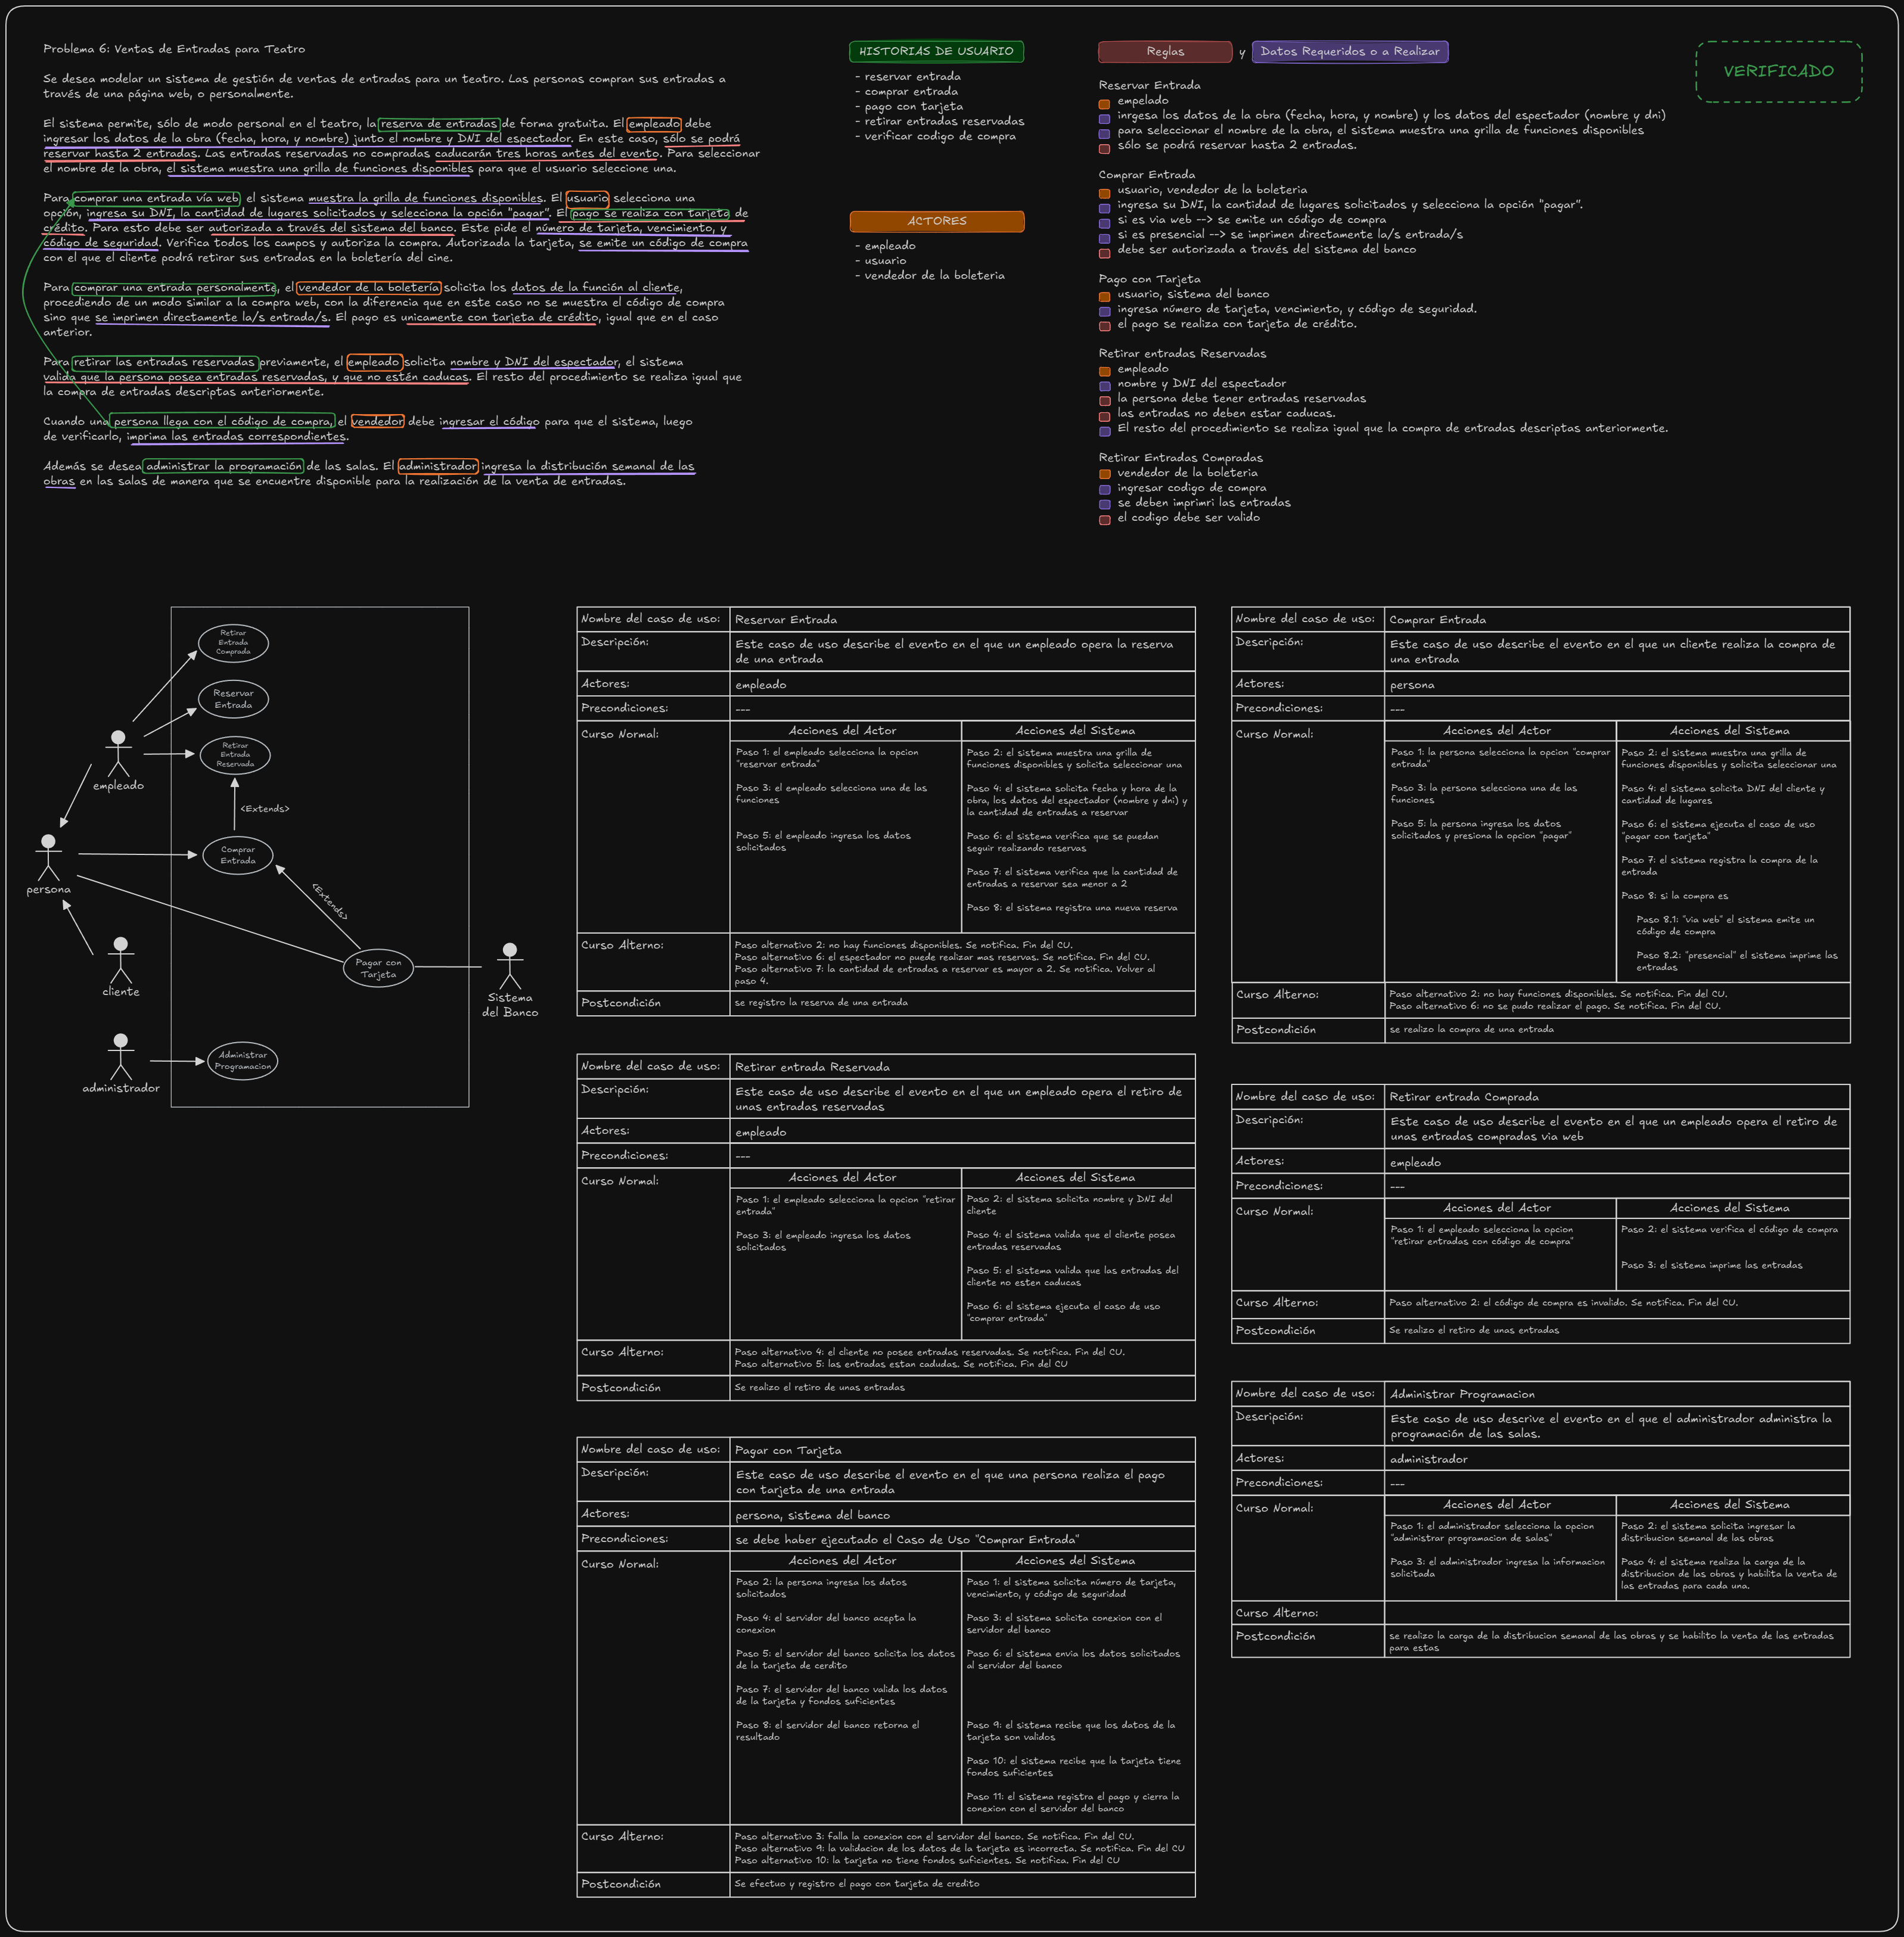 Problema 6: Ventas de Entradas para Teatro
Se desea modelar un sistema de gestión de ventas de entradas para un teatro. Las personas compran sus entradas a
través de una página web, o personalmente.
El sistema permite, sólo de modo personal en el teatro, la reserva de entradas de forma gratuita. El empleado debe
ingresar los datos de la obra (fecha, hora, y nombre) junto el nombre y DNI del espectador. En este caso, sólo se podrá
reservar hasta 2 entradas. Las entradas reservadas no compradas caducarán tres horas antes del evento. Para seleccionar
el nombre de la obra, el sistema muestra una grilla de funciones disponibles para que el usuario seleccione una.
Para comprar una entrada vía web, el sistema muestra la grilla de funciones disponibles. El usuario selecciona una
opción, ingresa su DNI, la cantidad de lugares solicitados y selecciona la opción "pagar". El pago se realiza con tarjeta de
crédito. Para esto debe ser autorizada a través del sistema del banco. Este pide el número de tarjeta, vencimiento, y
código de seguridad. Verifica todos los campos y autoriza la compra. Autorizada la tarjeta, se emite un código de compra
con el que el cliente podrá retirar sus entradas en la boletería del cine.
Para comprar una entrada personalmente, el vendedor de la boletería solicita los datos de la función al cliente,
procediendo de un modo similar a la compra web, con la diferencia que en este caso no se muestra el código de compra
sino que se imprimen directamente la/s entrada/s. El pago es unicamente con tarjeta de crédito, igual que en el caso
anterior.
Para retirar las entradas reservadas previamente, el empleado solicita nombre y DNI del espectador, el sistema
valida que la persona posea entradas reservadas, y que no estén caducas. El resto del procedimiento se realiza igual que
la compra de entradas descriptas anteriormente.
Cuando una persona llega con el código de compra, el vendedor debe ingresar el código para que el sistema, luego
de verificarlo, imprima las entradas correspondientes.
Además se desea administrar la programación de las salas. El administrador ingresa la distribución semanal de las
obras en las salas de manera que se encuentre disponible para la realización de la venta de entradas.
HISTORIAS DE USUARIO
- reservar entrada
- comprar entrada
- pago con tarjeta
- retirar entradas reservadas
- verificar codigo de compra
ACTORES
- empleado
- usuario
- vendedor de la boleteria
Reglas y Datos Requeridos o a Realizar
Reservar Entrada
empelado
inrgesa los datos de la obra (fecha, hora, y nombre) y los datos del espectador (nombre y dni)
para seleccionar el nombre de la obra, el sistema muestra una grilla de funciones disponibles
sólo se podrá reservar hasta 2 entradas.
Comprar Entrada
usuario, vendedor de la boleteria
ingresa su DNI, la cantidad de lugares solicitados y selecciona la opción "pagar".
si es via web --> se emite un código de compra
si es presencial --> se imprimen directamente la/s entrada/s
debe ser autorizada a través del sistema del banco
Pago con Tarjeta
usuario, sistema del banco
ingresa número de tarjeta, vencimiento, y código de seguridad.
el pago se realiza con tarjeta de crédito.
Retirar entradas Reservadas
empleado
nombre y DNI del espectador
la persona debe tener entradas reservadas
las entradas no deben estar caducas.
El resto del procedimiento se realiza igual que la compra de entradas descriptas anteriormente.
Retirar Entradas Compradas
vendedor de la boleteria
ingresar codigo de compra
se deben imprimri las entradas
el codigo debe ser valido
VERIFICADO
Retirar
Entrada
Comprada
Reservar
Entrada
Retirar
Entrada
Reservada
empleado
<Extends>
Comprar
Entrada
persona
<Extends>
Pagar con
Tarjeta
cliente
Sistema
del Banco
administrador
Administrar
Programacion
Nombre del caso de uso: Reservar Entrada
Descripción: Este caso de uso describe el evento en el que un empleado opera la reserva
de una entrada
Actores: empleado
Precondiciones: ---
Curso Normal: Acciones del Actor Acciones del Sistema
Paso 1: el empleado selecciona la opcion
"reservar entrada"
Paso 2: el sistema muestra una grilla de
funciones disponibles y solicita seleccionar una
Paso 3: el empleado selecciona una de las
funciones
Paso 4: el sistema solicita fecha y hora de la
obra, los datos del espectador (nombre y dni) y
la cantidad de entradas a reservar
Paso 5: el empleado ingresa los datos
solicitados
Paso 6: el sistema verifica que se puedan
seguir realizando reservas
Paso 7: el sistema verifica que la cantidad de
entradas a reservar sea menor a 2
Paso 8: el sistema registra una nueva reserva
Curso Alterno: Paso alternativo 2: no hay funciones disponibles. Se notifica. Fin del CU.
Paso alternativo 6: el espectador no puede realizar mas reservas. Se notifica. Fin del CU.
Paso alternativo 7: la cantidad de entradas a reservar es mayor a 2. Se notifica. Volver al
paso 4.
Postcondición se registro la reserva de una entrada
Nombre del caso de uso: Comprar Entrada
Descripción: Este caso de uso describe el evento en el que un cliente realiza la compra de
una entrada
Actores: persona
Precondiciones: ---
Curso Normal: Acciones del Actor Acciones del Sistema
Paso 1: la persona selecciona la opcion "comprar
entrada"
Paso 2: el sistema muestra una grilla de
funciones disponibles y solicita seleccionar una
Paso 3: la persona selecciona una de las
funciones
Paso 4: el sistema solicita DNI del cliente y
cantidad de lugares
Paso 5: la persona ingresa los datos
solicitados y presiona la opcion "pagar"
Paso 6: el sistema ejecuta el caso de uso
"pagar con tarjeta"
Paso 7: el sistema registra la compra de la
entrada
Paso 8: si la compra es
Paso 8.1: "via web" el sistema emite un
código de compra
Paso 8.2: "presencial" el sistema imprime las
entradas
Curso Alterno: Paso alternativo 2: no hay funciones disponibles. Se notifica. Fin del CU.
Paso alternativo 6: no se pudo realizar el pago. Se notifica. Fin del CU.
Postcondición se realizo la compra de una entrada
Nombre del caso de uso: Retirar entrada Reservada
Descripción: Este caso de uso describe el evento en el que un empleado opera el retiro de
unas entradas reservadas
Actores: empleado
Precondiciones: ---
Curso Normal: Acciones del Actor Acciones del Sistema
Paso 1: el empleado selecciona la opcion "retirar
entrada"
Paso 2: el sistema solicita nombre y DNI del
cliente
Paso 3: el empleado ingresa los datos
solicitados
Paso 4: el sistema valida que el cliente posea
entradas reservadas
Paso 5: el sistema valida que las entradas del
cliente no esten caducas
Paso 6: el sistema ejecuta el caso de uso
"comprar entrada"
Curso Alterno: Paso alternativo 4: el cliente no posee entradas reservadas. Se notifica. Fin del CU.
Paso alternativo 5: las entradas estan cadudas. Se notifica. Fin del CU
Postcondición Se realizo el retiro de unas entradas
Nombre del caso de uso: Retirar entrada Comprada
Descripción: Este caso de uso describe el evento en el que un empleado opera el retiro de
unas entradas compradas via web
Actores: empleado
Precondiciones: ---
Curso Normal: Acciones del Actor Acciones del Sistema
Paso 1: el empleado selecciona la opcion
"retirar entradas con código de compra"
Paso 2: el sistema verifica el código de compra
Paso 3: el sistema imprime las entradas
Curso Alterno: Paso alternativo 2: el código de compra es invalido. Se notifica. Fin del CU.
Postcondición Se realizo el retiro de unas entradas
Nombre del caso de uso: Pagar con Tarjeta
Descripción: Este caso de uso describe el evento en el que una persona realiza el pago
con tarjeta de una entrada
Actores: persona, sistema del banco
Precondiciones: se debe haber ejecutado el Caso de Uso "Comprar Entrada"
Curso Normal: Acciones del Actor Acciones del Sistema
Paso 2: la persona ingresa los datos
solicitados
Paso 1: el sistema solicita número de tarjeta,
vencimiento, y código de seguridad
Paso 4: el servidor del banco acepta la
conexion
Paso 3: el sistema solicita conexion con el
servidor del banco
Paso 5: el servidor del banco solicita los datos
de la tarjeta de cerdito
Paso 6: el sistema envia los datos solicitados
al servidor del banco
Paso 7: el servidor del banco valida los datos
de la tarjeta y fondos suficientes
Paso 8: el servidor del banco retorna el
resultado
Paso 9: el sistema recibe que los datos de la
tarjeta son validos
Paso 10: el sistema recibe que la tarjeta tiene
fondos suficientes
Paso 11: el sistema registra el pago y cierra la
conexion con el servidor del banco
Curso Alterno: Paso alternativo 3: falla la conexion con el servidor del banco. Se notifica. Fin del CU.
Paso alternativo 9: la validacion de los datos de la tarjeta es incorrecta. Se notifica. Fin del CU
Paso alternativo 10: la tarjeta no tiene fondos suficientes. Se notifica. Fin del CU
Postcondición Se efectuo y registro el pago con tarjeta de credito
Nombre del caso de uso: Administrar Programacion
Descripción: Este caso de uso descrive el evento en el que el administrador administra la
programación de las salas.
Actores: administrador
Precondiciones: ---
Curso Normal: Acciones del Actor Acciones del Sistema
Paso 1: el administrador selecciona la opcion
"administrar programacion de salas"
Paso 2: el sistema solicita ingresar la
distribucion semanal de las obras
Paso 3: el administrador ingresa la informacion
solicitada
Paso 4: el sistema realiza la carga de la
distribucion de las obras y habilita la venta de
las entradas para cada una.
Curso Alterno:
Postcondición se realizo la carga de la distribucion semanal de las obras y se habilito la venta de las entradas
para estas